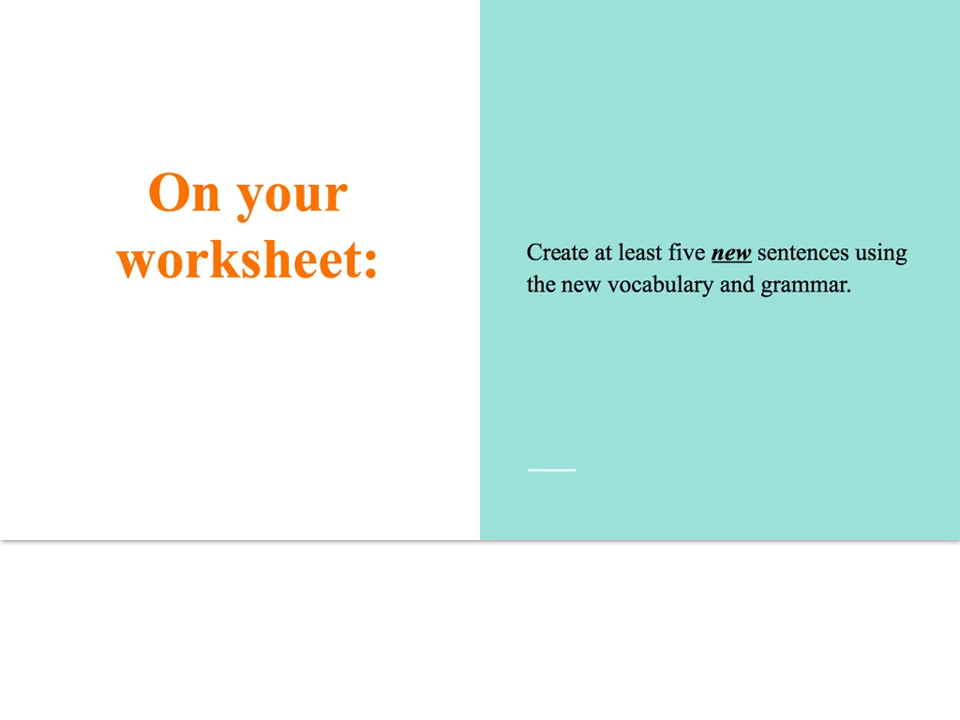 On your
worksheet:
Create at least five new sentences using
the new vocabulary and grammar.